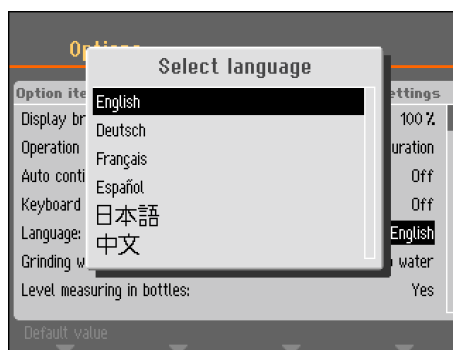 Options
Select language
Option ite
ettings
English
Display br
100 %
Deutsch
Operation
uration
Français
Auto conti
Off
Español
Keyboard
Off
日本語
Language:
English
中文
Grinding w
water
Level measuring in bottles:
Yes
Default value